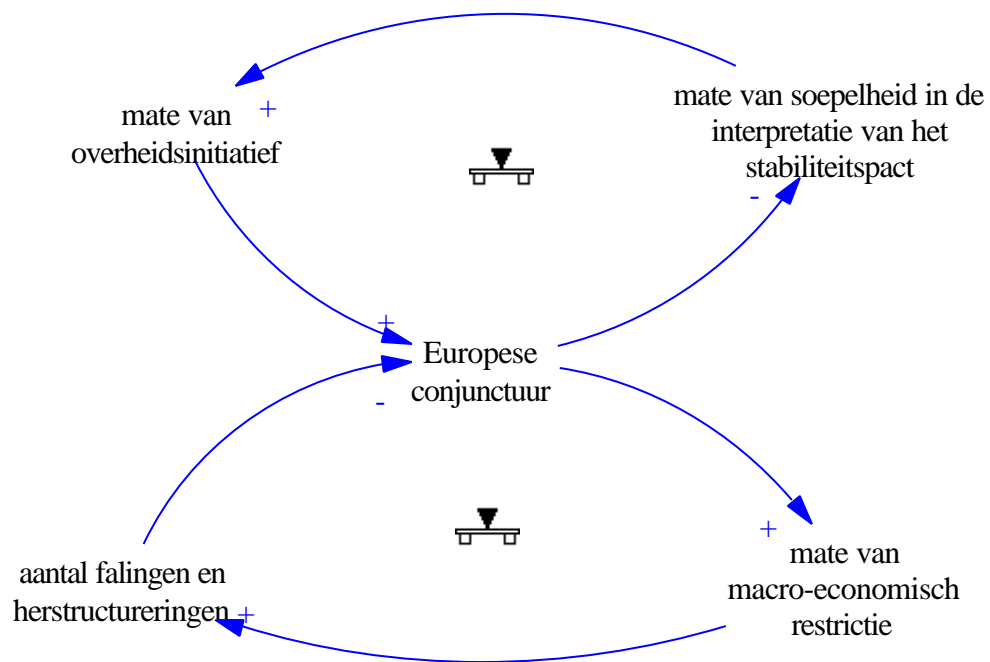 mate van
overheidsinitiatief
+
mate van soepelheid in de
interpretatie van het
stabiliteitspact
-
+
Europese
conjunctuur
-
+
mate van
macro-economisch
restrictie
aantal falingen en
herstructureringen
+